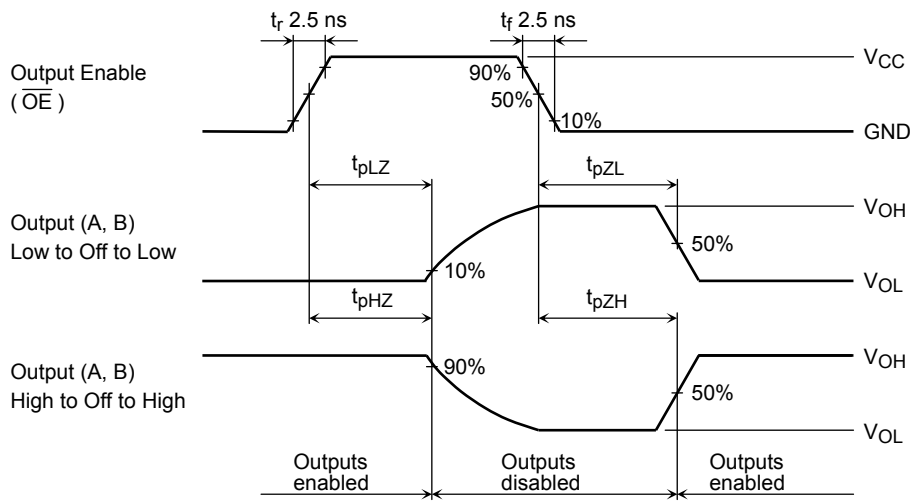 tr 2.5 ns
tf 2.5 ns
Output Enable
( OE )
90%
50%
10%
VCC
GND
tpLZ
tpZL
Output (A, B)
Low to Off to Low
10%
50%
VOH
VOL
tpHZ
tpZH
Output (A, B)
High to Off to High
90%
50%
VOH
VOL
Outputs
enabled
Outputs
disabled
Outputs
enabled